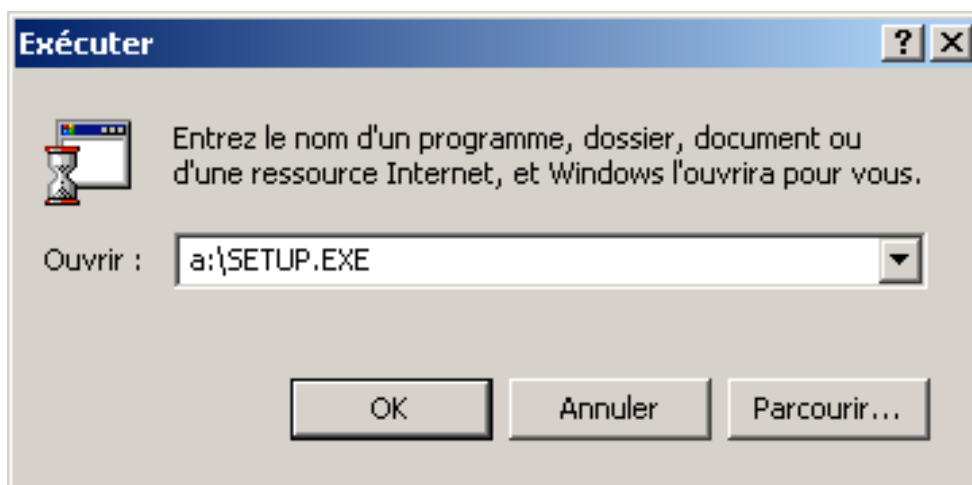 Exécuter
Entrez le nom d'un programme, dossier, document ou
d'une ressource Internet, et Windows l'ouvrira pour vous.
Ouvrir : a:\SETUP.EXE
OK Annuler Parcourir...